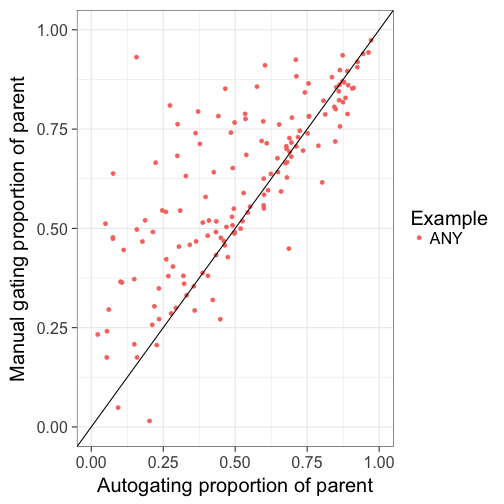 1.00
0.75
0.50
0.25
0.00
Manual gating proportion of parent
0.00 0.25 0.50 0.75 1.00
Autogating proportion of parent
Example
ANY